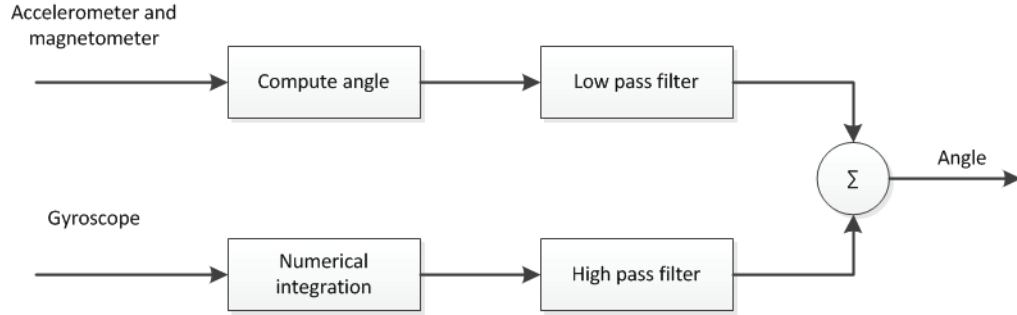 Accelerometer and
magnetometer
Compute angle
Low pass filter
Σ
Angle
Gyroscope
Numerical
integration
High pass filter